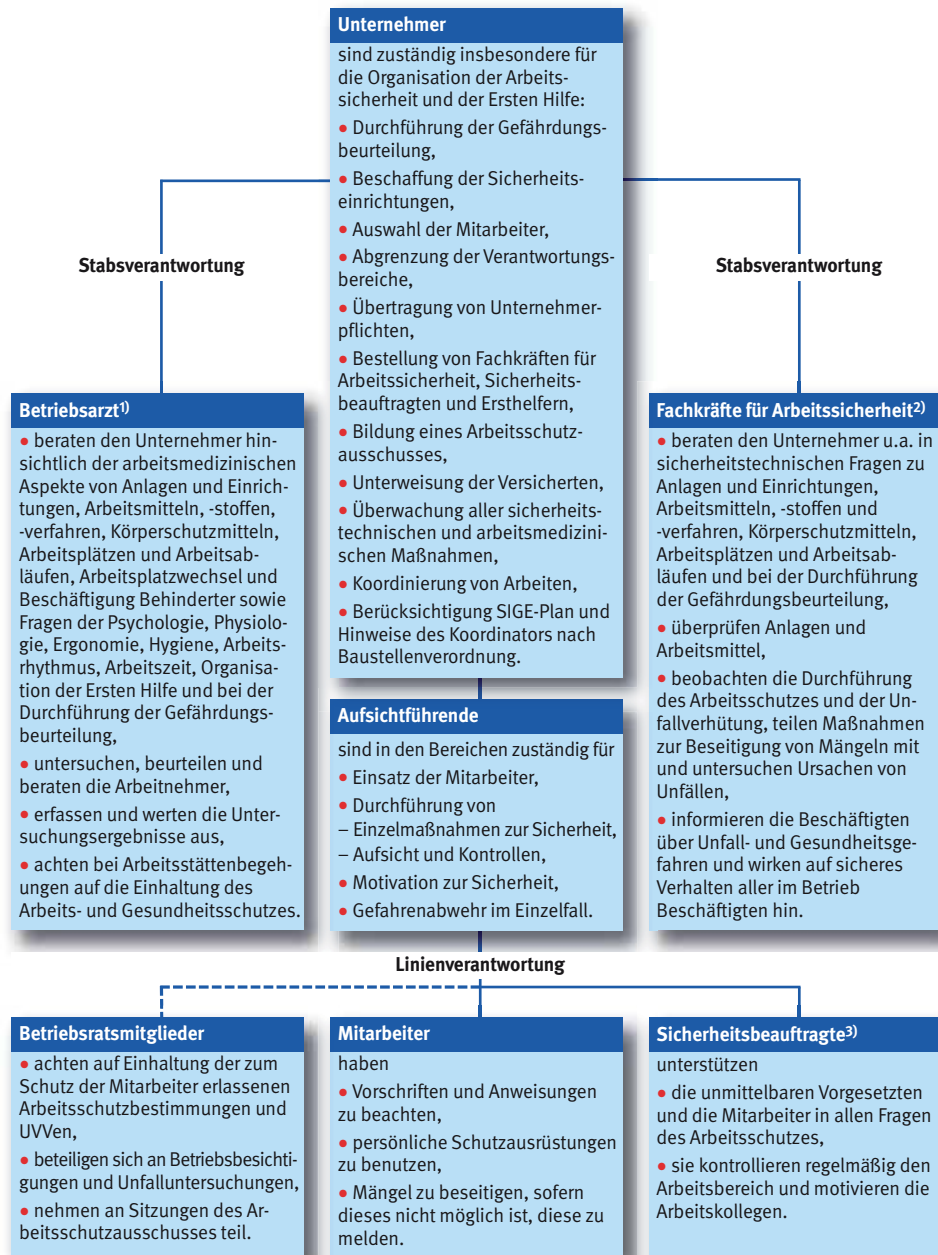 Unternehmer
sind zuständig insbesondere für
die Organisation der Arbeits-
sicherheit und der Ersten Hilfe:
• Durchführung der Gefährdungs-
beurteilung,
• Beschaffung der Sicherheits-
einrichtungen,
• Auswahl der Mitarbeiter,
• Abgrenzung der Verantwortungs-
bereiche,
• Übertragung von Unternehmer-
pflichten,
• Bestellung von Fachkräften für
Arbeitssicherheit, Sicherheits-
beauftragten und Ersthelfern,
• Bildung eines Arbeitsschutz-
ausschusses,
• Unterweisung der Versicherten,
• Überwachung aller sicherheits-
technischen und arbeitsmedizini-
schen Maßnahmen,
• Koordinierung von Arbeiten,
• Berücksichtigung SIGE-Plan und
Hinweise des Koordinators nach
Baustellenverordnung.
Stabsverantwortung
Stabsverantwortung
Betriebsarzt1)
• beraten den Unternehmer hin-
sichtlich der arbeitsmedizinischen
Aspekte von Anlagen und Einrich-
tungen, Arbeitsmitteln, -stoffen,
-verfahren, Körperschutzmitteln,
Arbeitsplätzen und Arbeitsab-
läufen, Arbeitsplatzwechsel und
Beschäftigung Behinderter sowie
Fragen der Psychologie, Physiolo-
gie, Ergonomie, Hygiene, Arbeits-
rhythmus, Arbeitszeit, Organisa-
tion der Ersten Hilfe und bei der
Durchführung der Gefährdungs-
beurteilung,
• untersuchen, beurteilen und
beraten die Arbeitnehmer,
• erfassen und werten die Unter-
suchungsergebnisse aus,
• achten bei Arbeitsstättenbegeh-
ungen auf die Einhaltung des
Arbeits- und Gesundheitsschutzes.
Fachkräfte für Arbeitssicherheit2)
• beraten den Unternehmer u.a. in
sicherheitstechnischen Fragen zu
Anlagen und Einrichtungen,
Arbeitsmitteln, -stoffen und
-verfahren, Körperschutzmitteln,
Arbeitsplätzen und Arbeitsab-
läufen und bei der Durchführung
der Gefährdungsbeurteilung,
• überprüfen Anlagen und
Arbeitsmittel,
• beobachten die Durchführung
des Arbeitsschutzes und der Un-
fallverhütung, teilen Maßnahmen
zur Beseitigung von Mängeln mit
und untersuchen Ursachen von
Unfällen,
• informieren die Beschäftigten
über Unfall- und Gesundheitsge-
fahren und wirken auf sicheres
Verhalten aller im Betrieb
Beschäftigten hin.
Aufsichtführende
sind in den Bereichen zuständig für
• Einsatz der Mitarbeiter,
• Durchführung von
– Einzelmaßnahmen zur Sicherheit,
– Aufsicht und Kontrollen,
• Motivation zur Sicherheit,
• Gefahrenabwehr im Einzelfall.
Linienverantwortung
Betriebsratsmitglieder
• achten auf Einhaltung der zum
Schutz der Mitarbeiter erlassenen
Arbeitsschutzbestimmungen und
UVVen,
• beteiligen sich an Betriebsbesichti-
gungen und Unfalluntersuchungen,
• nehmen an Sitzungen des Ar-
beitsschutzausschusses teil.
Mitarbeiter
haben
• Vorschriften und Anweisungen
zu beachten,
• persönliche Schutzausrüstungen
zu benutzen,
• Mängel zu beseitigen, sofern
dieses nicht möglich ist, diese zu
melden.
Sicherheitsbeauftragte3)
unterstützen
• die unmittelbaren Vorgesetzten
und die Mitarbeiter in allen Fragen
des Arbeitsschutzes,
• sie kontrollieren regelmäßig den
Arbeitsbereich und motivieren die
Arbeitskollegen.